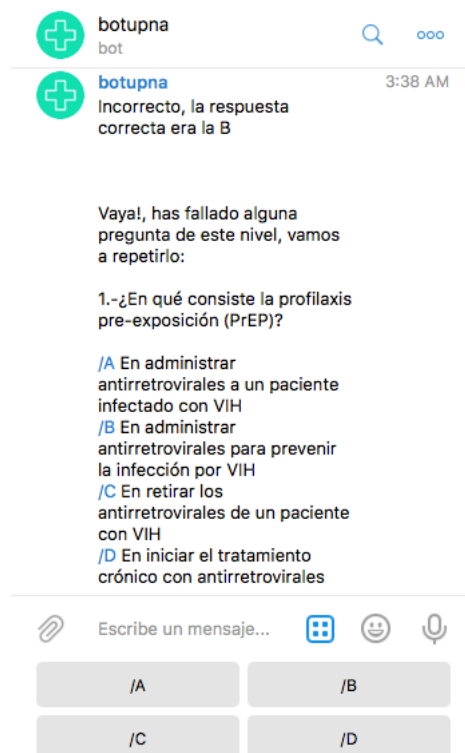 botupna
bot
ooo
botupna 3:38 AM
Incorrecto, la respuesta
correcta era la B
Vaya!, has fallado alguna
pregunta de este nivel, vamos
a repetirlo:
1.-¿En qué consiste la profilaxis
pre-exposición (PrEP)?
/A En administrar
antirretrovirales a un paciente
infectado con VIH
/B En administrar
antirretrovirales para prevenir
la infección por VIH
/C En retirar los
antirretrovirales de un paciente
con VIH
/D En iniciar el tratamiento
crónico con antirretrovirales
Escribe un mensaje...
/A /B
/C /D